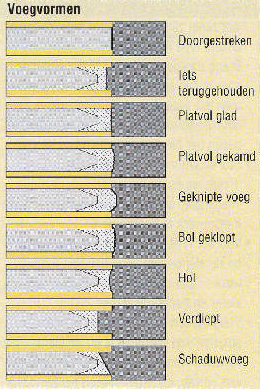 Voegvormen
Doorgestreken
Iets
teruggehouden
Platvol glad
Platvol gekamd
Geknipte voeg
Bol geklopt
Hol
Verdiept
Schaduwvoeg